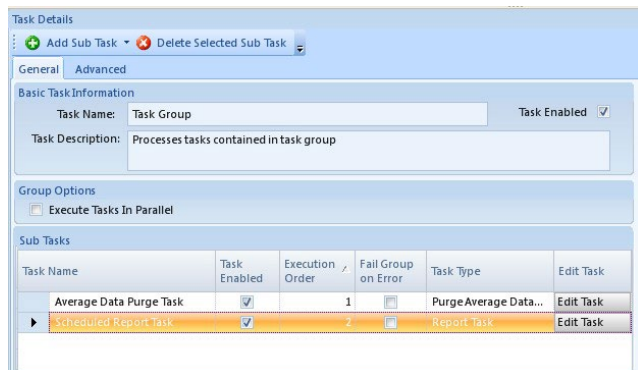 Task Details
Add Sub Task Delete Selected Sub Task
General Advanced
Basic Task Information
Task Name: Task Group Task Enabled
Task Description: Processes tasks contained in task group
Group Options
Execute Tasks In Parallel
Sub Tasks
Task Name Task Enabled Execution Order Fail Group on Error Task Type Edit Task
Average Data Purge Task 1 Purge Average Data... Edit Task
Scheduled Report Task 2 Report Task Edit Task